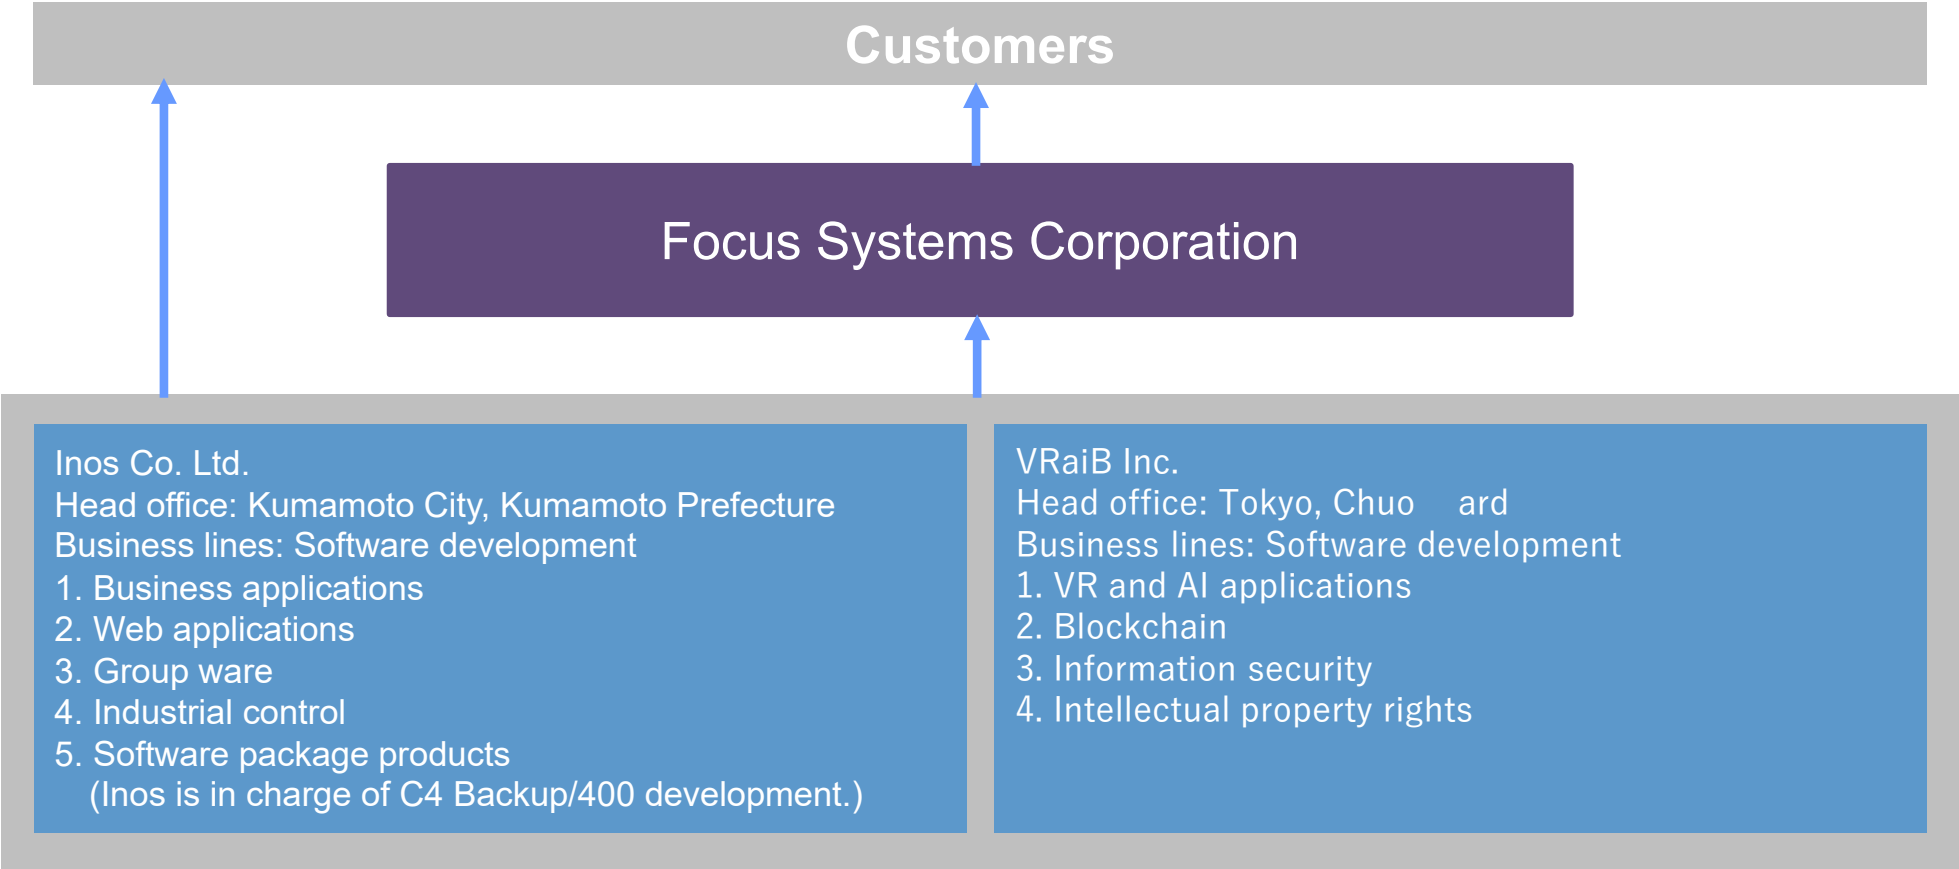 Customers
Focus Systems Corporation
Inos Co. Ltd.
Head office: Kumamoto City, Kumamoto Prefecture
Business lines: Software development
1. Business applications
2. Web applications
3. Group ware
4. Industrial control
5. Software package products
(Inos is in charge of C4 Backup/400 development.)
VRaiB Inc.
Head office: Tokyo, Chuo ard
Business lines: Software development
1. VR and AI applications
2. Blockchain
3. Information security
4. Intellectual property rights